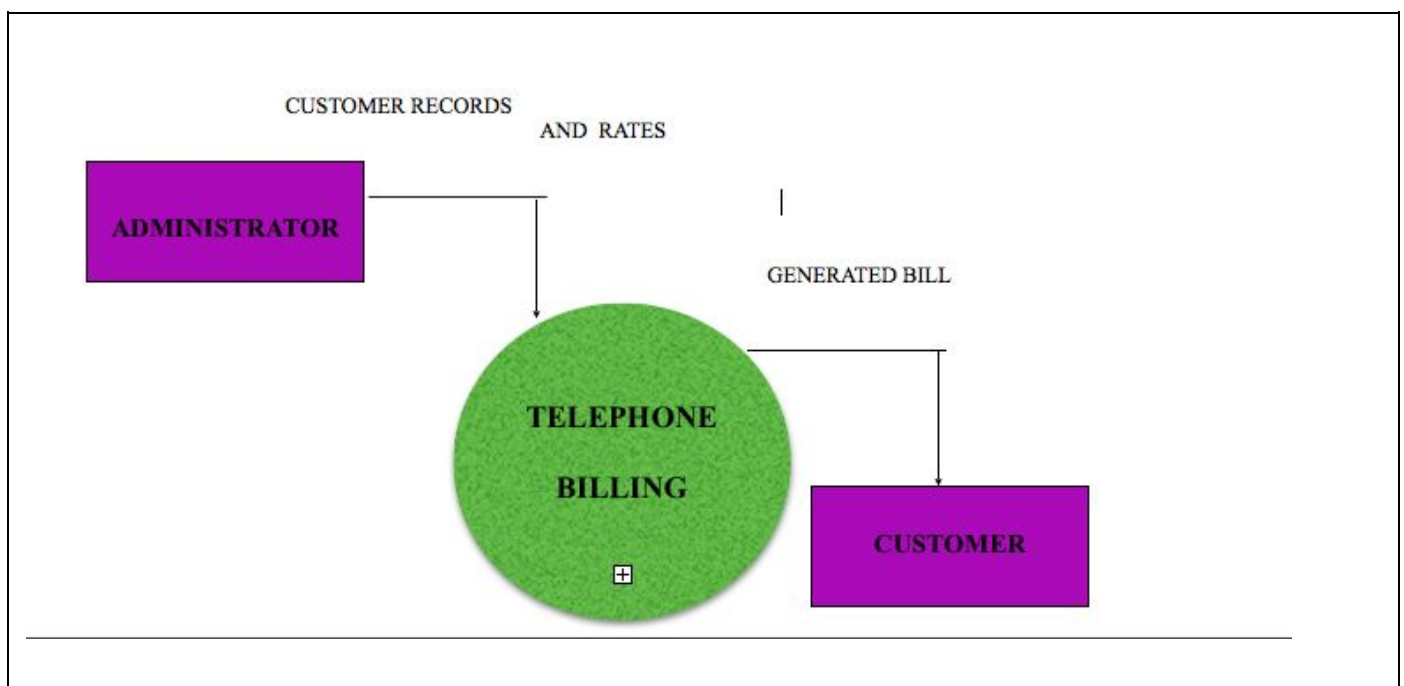 CUSTOMER RECORDS
AND RATES
ADMINISTRATOR
GENERATED BILL
TELEPHONE
BILLING
CUSTOMER